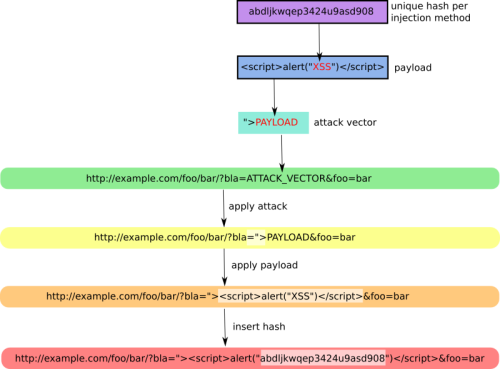 abdljkwqep3424u9asd908
unique hash per
injection method
<script>alert("XSS")</script>
payload
">PAYLOAD
attack vector
http://example.com/foo/bar/?bla=ATTACK_VECTOR&foo=bar
apply attack
http://example.com/foo/bar/?bla=">PAYLOAD&foo=bar
apply payload
http://example.com/foo/bar/?bla="><script>alert("XSS")</script>&foo=bar
insert hash
http://example.com/foo/bar/?bla="><script>alert("abdljkwqep3424u9asd908")</script>&foo=bar